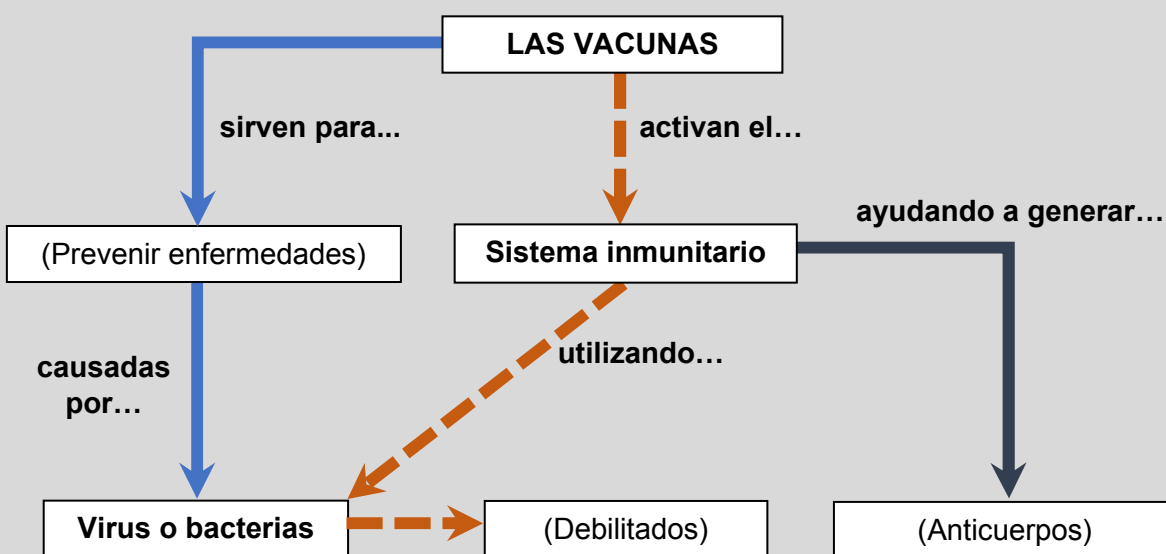 LAS VACUNAS
sirven para...
activan el…
ayudando a generar…
(Prevenir enfermedades)
Sistema inmunitario
utilizando…
causadas
por…
Virus o bacterias
(Debilitados)
(Anticuerpos)